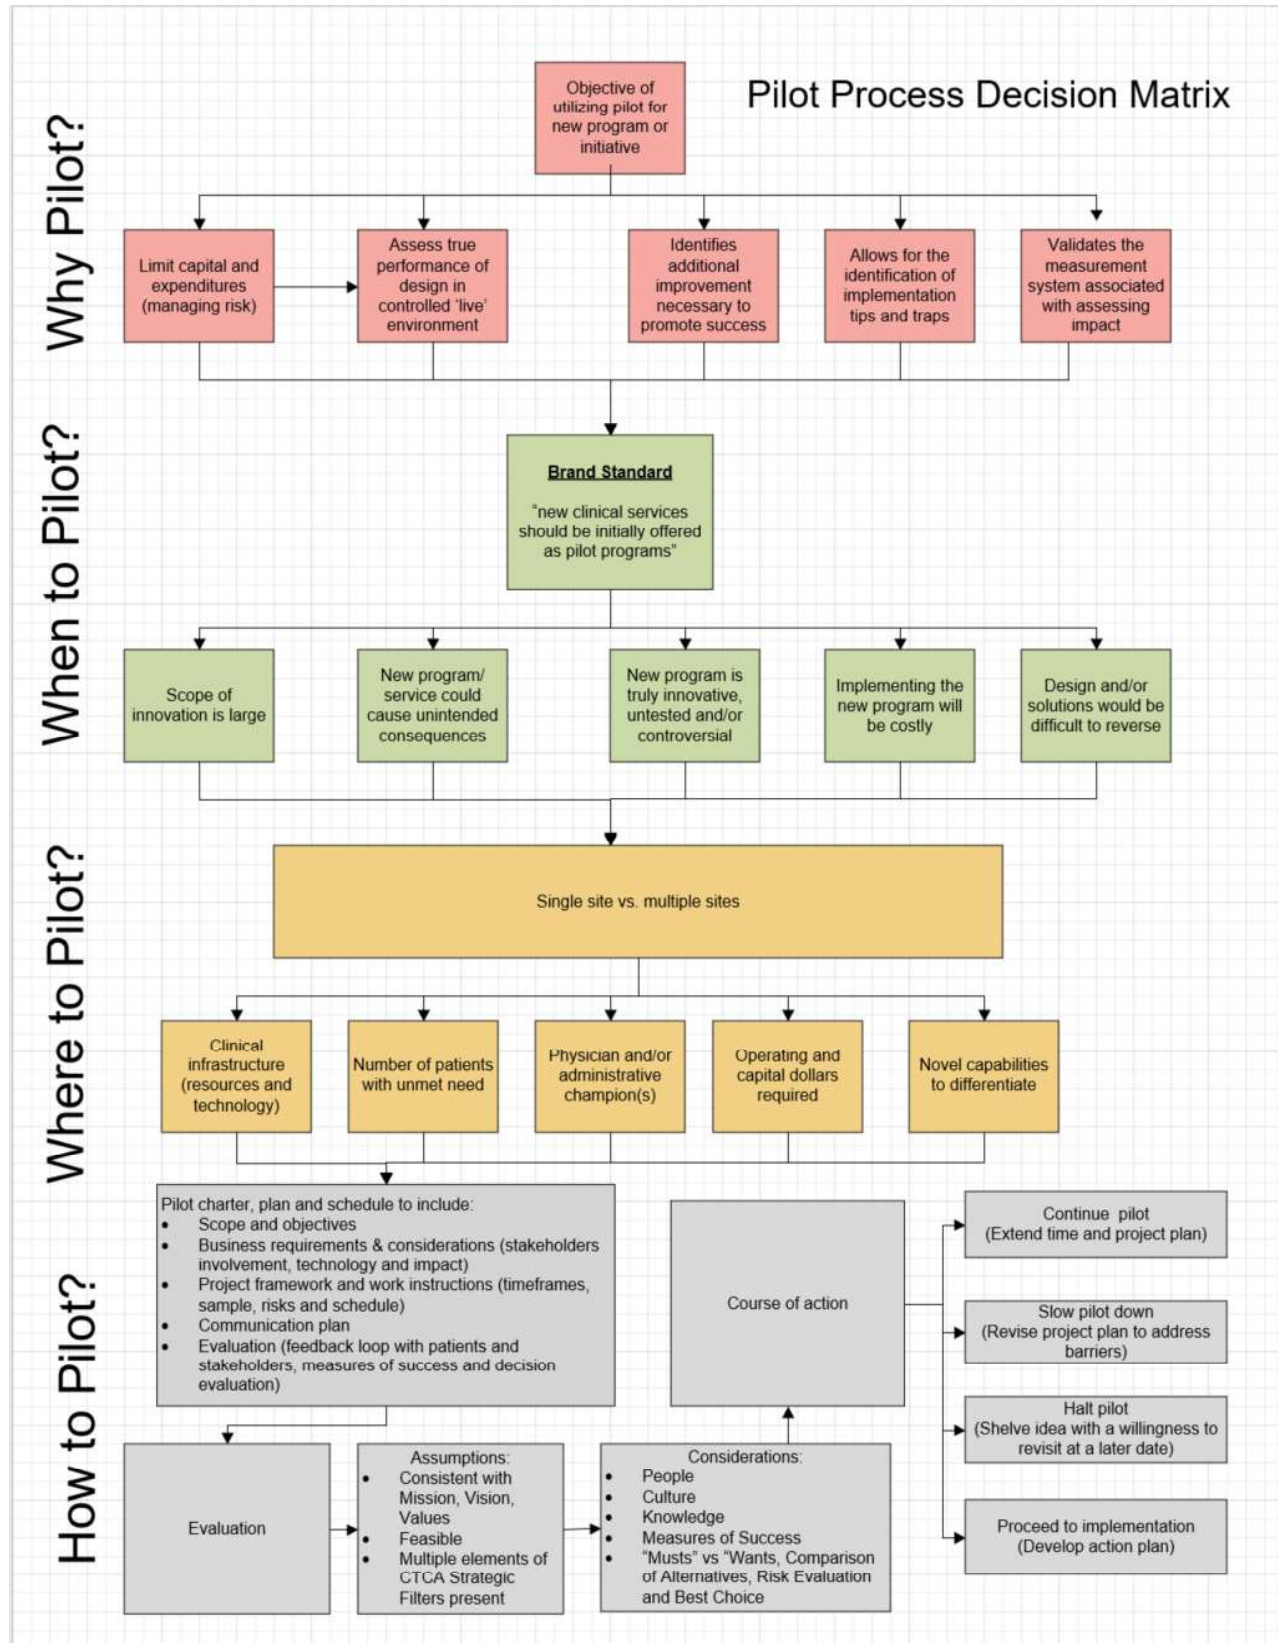 Pilot Process Decision Matrix
Why Pilot?
Objective of
utilizing pilot for
new program or
initiative
Limit capital and
expenditures
(managing risk)
Assess true
performance of
design in
controlled ‘live’
environment
Identifies
additional
improvement
necessary to
promote success
Allows for the
identification of
implementation
tips and traps
Validates the
measurement
system associated
with assessing
impact
When to Pilot?
Brand Standard
“new clinical services
should be initially offered
as pilot programs”
Scope of
innovation is large
New program/
service could
cause unintended
consequences
New program is
truly innovative,
untested and/or
controversial
Implementing the
new program will
be costly
Design and/or
solutions would be
difficult to reverse
Where to Pilot?
Single site vs. multiple sites
Clinical
infrastructure
(resources and
technology)
Number of patients
with unmet need
Physician and/or
administrative
champion(s)
Operating and
capital dollars
required
Novel capabilities
to differentiate
How to Pilot?
Pilot charter, plan and schedule to include:
• Scope and objectives
• Business requirements & considerations (stakeholders
involvement, technology and impact)
• Project framework and work instructions (timeframes,
sample, risks and schedule)
• Communication plan
• Evaluation (feedback loop with patients and
stakeholders, measures of success and decision
evaluation)
Evaluation
Assumptions:
• Consistent with
Mission, Vision,
Values
• Feasible
• Multiple elements of
CTCA Strategic
Filters present
Considerations:
• People
• Culture
• Knowledge
• Measures of Success
• “Musts” vs “Wants, Comparison
of Alternatives, Risk Evaluation
and Best Choice
Course of action
Continue pilot
(Extend time and project plan)
Slow pilot down
(Revise project plan to address
barriers)
Halt pilot
(Shelve idea with a willingness to
revisit at a later date)
Proceed to implementation
(Develop action plan)